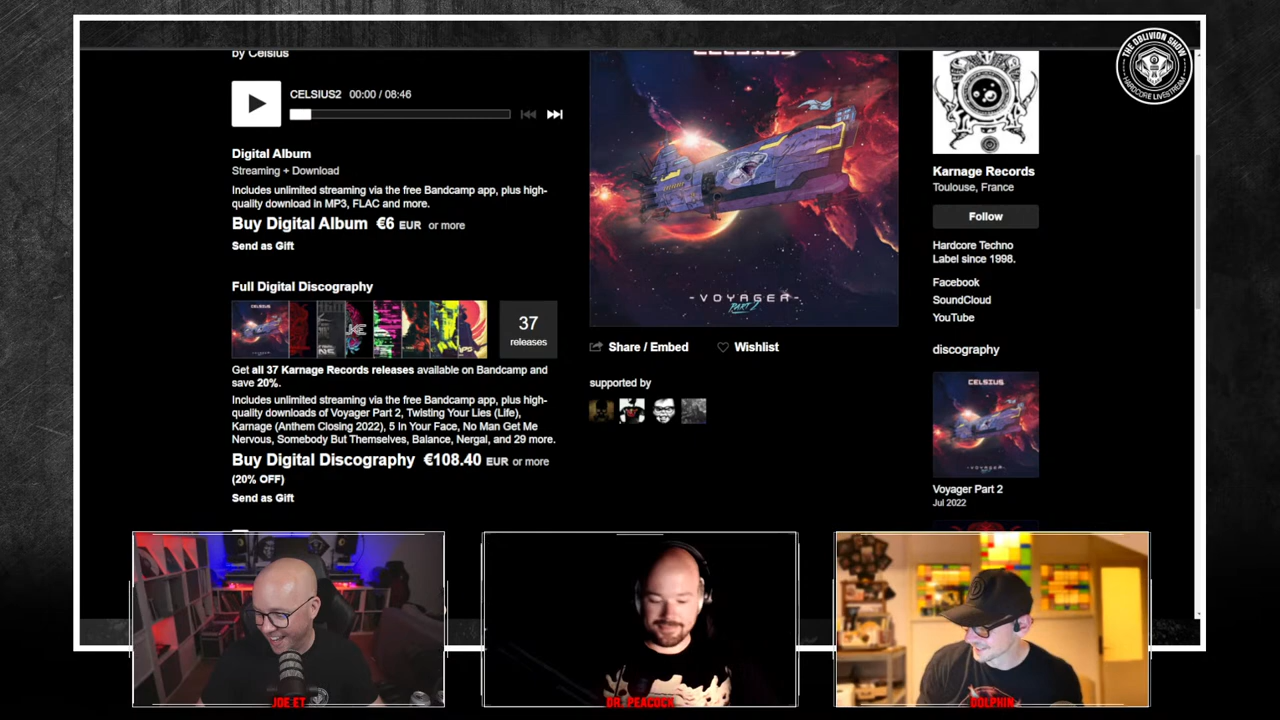 by Celsius
CELSIUS2 00:00 / 08:46
Digital Album
Streaming + Download
Includes unlimited streaming via the free Bandcamp app, plus high-
quality download in MP3, FLAC and more.
Buy Digital Album €6 EUR or more
Send as Gift
Full Digital Discography
37
releases
Get all 37 Karnage Records releases available on Bandcamp and
save 20%.
Includes unlimited streaming via the free Bandcamp app, plus high-
quality downloads of Voyager Part 2, Twisting Your Lies (Life),
Karnage (Anthem Closing 2022), 5 In Your Face, No Man Get Me
Nervous, Somebody But Themselves, Balance, Nergal, and 29 more.
Buy Digital Discography €108.40 EUR or more
(20% OFF)
Send as Gift
CELSIUS
-VOYAGER-
PART 2
Share / Embed
Wishlist
supported by
THE OBLIVION SHOW
HARDCORE LIVESTREAM
Karnage Records
Toulouse, France
Follow
Hardcore Techno
Label since 1998.
Facebook
SoundCloud
YouTube
discography
CELSIUS
Voyager Part 2
Jul 2022
JOE ET
DR. PEACOCK
DOLPHIN